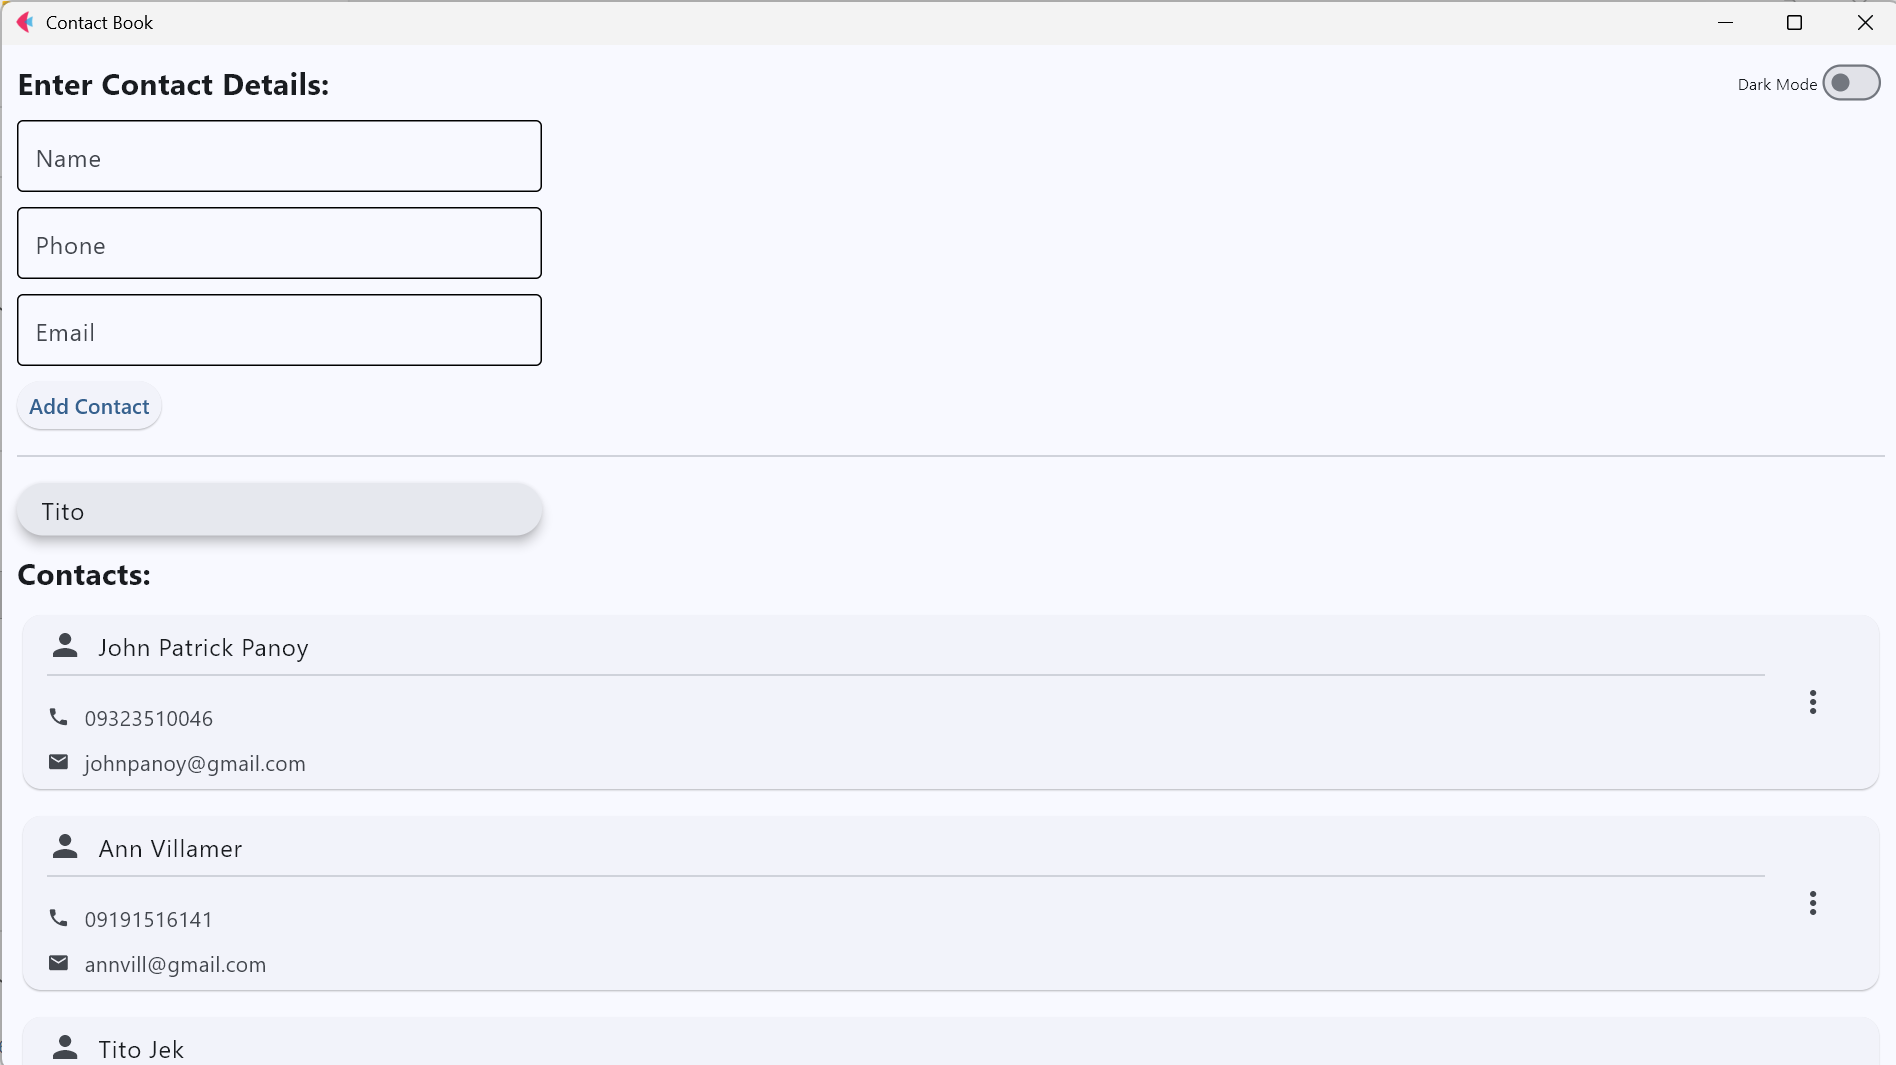 Contact Book
Enter Contact Details:
Dark Mode
Name
Phone
Email
Add Contact
Tito
Contacts:
John Patrick Panoy
09323510046
johnpanoy@gmail.com
Ann Villamer
09191516141
annvill@gmail.com
Tito Jek